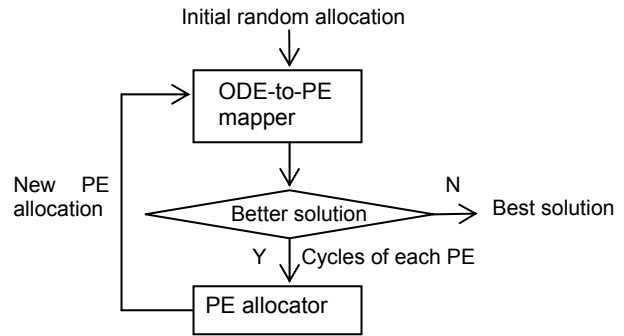 Initial random allocation
ODE-to-PE
mapper
New PE
allocation
N
Better solution
Best solution
Y
Cycles of each PE
PE allocator